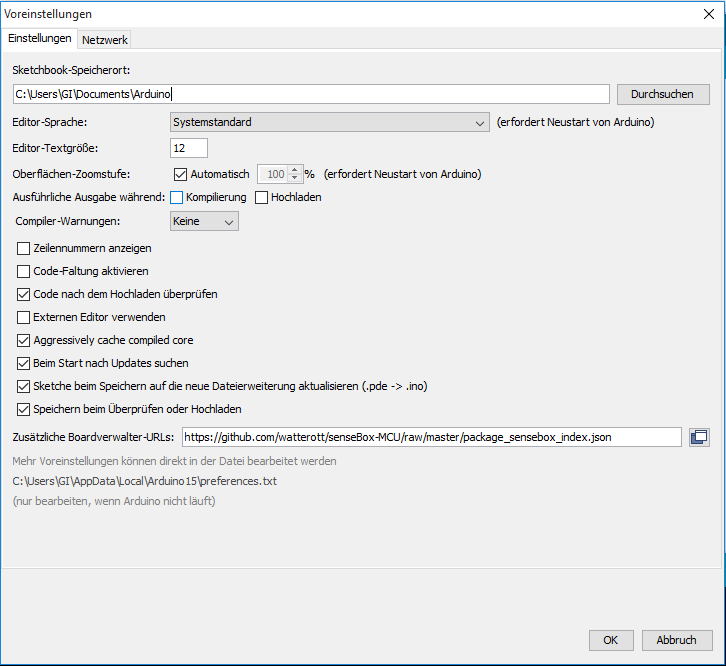 Voreinstellungen
Einstellungen Netzwerk
Sketchbook-Speicherort:
C:\Users\GI\Documents\Arduino Durchsuchen
Editor-Sprache: Systemstandard (erfordert Neustart von Arduino)
Editor-Textgröße: 12
Oberflächen-Zoomstufe: Automatisch 100 % (erfordert Neustart von Arduino)
Ausführliche Ausgabe während: Kompilierung Hochladen
Compiler-Warnungen: Keine
Zeilennummern anzeigen
Code-Faltung aktivieren
Code nach dem Hochladen überprüfen
Externen Editor verwenden
Aggressively cache compiled core
Beim Start nach Updates suchen
Sketche beim Speichern auf die neue Dateierweiterung aktualisieren (.pde -> .ino)
Speichern beim Überprüfen oder Hochladen
Zusätzliche Boardverwalter-URLs: https://github.com/watterott/senseBox-MCU/raw/master/package_sensebox_index.json
Mehr Voreinstellungen können direkt in der Datei bearbeitet werden
C:\Users\GI\AppData\Local\Arduino15\preferences.txt
(nur bearbeiten, wenn Arduino nicht läuft)
OK Abbruch